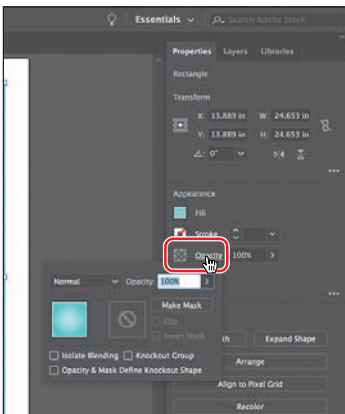 Essentials
Search Adobe Stock
Properties Layers Libraries
Rectangle
Transform
X: 13.889 in W: 24.653 in
Y: 13.889 in H: 24.653 in
0°
Appearance
Fill
Stroke
Opacity 100%
Normal Opacity: 100%
Make Mask
Clip
Invert Mask
Isolate Blending Knockout Group
Opacity & Mask Define Knockout Shape
th Expand Shape
Arrange
Align to Pixel Grid
Recolor